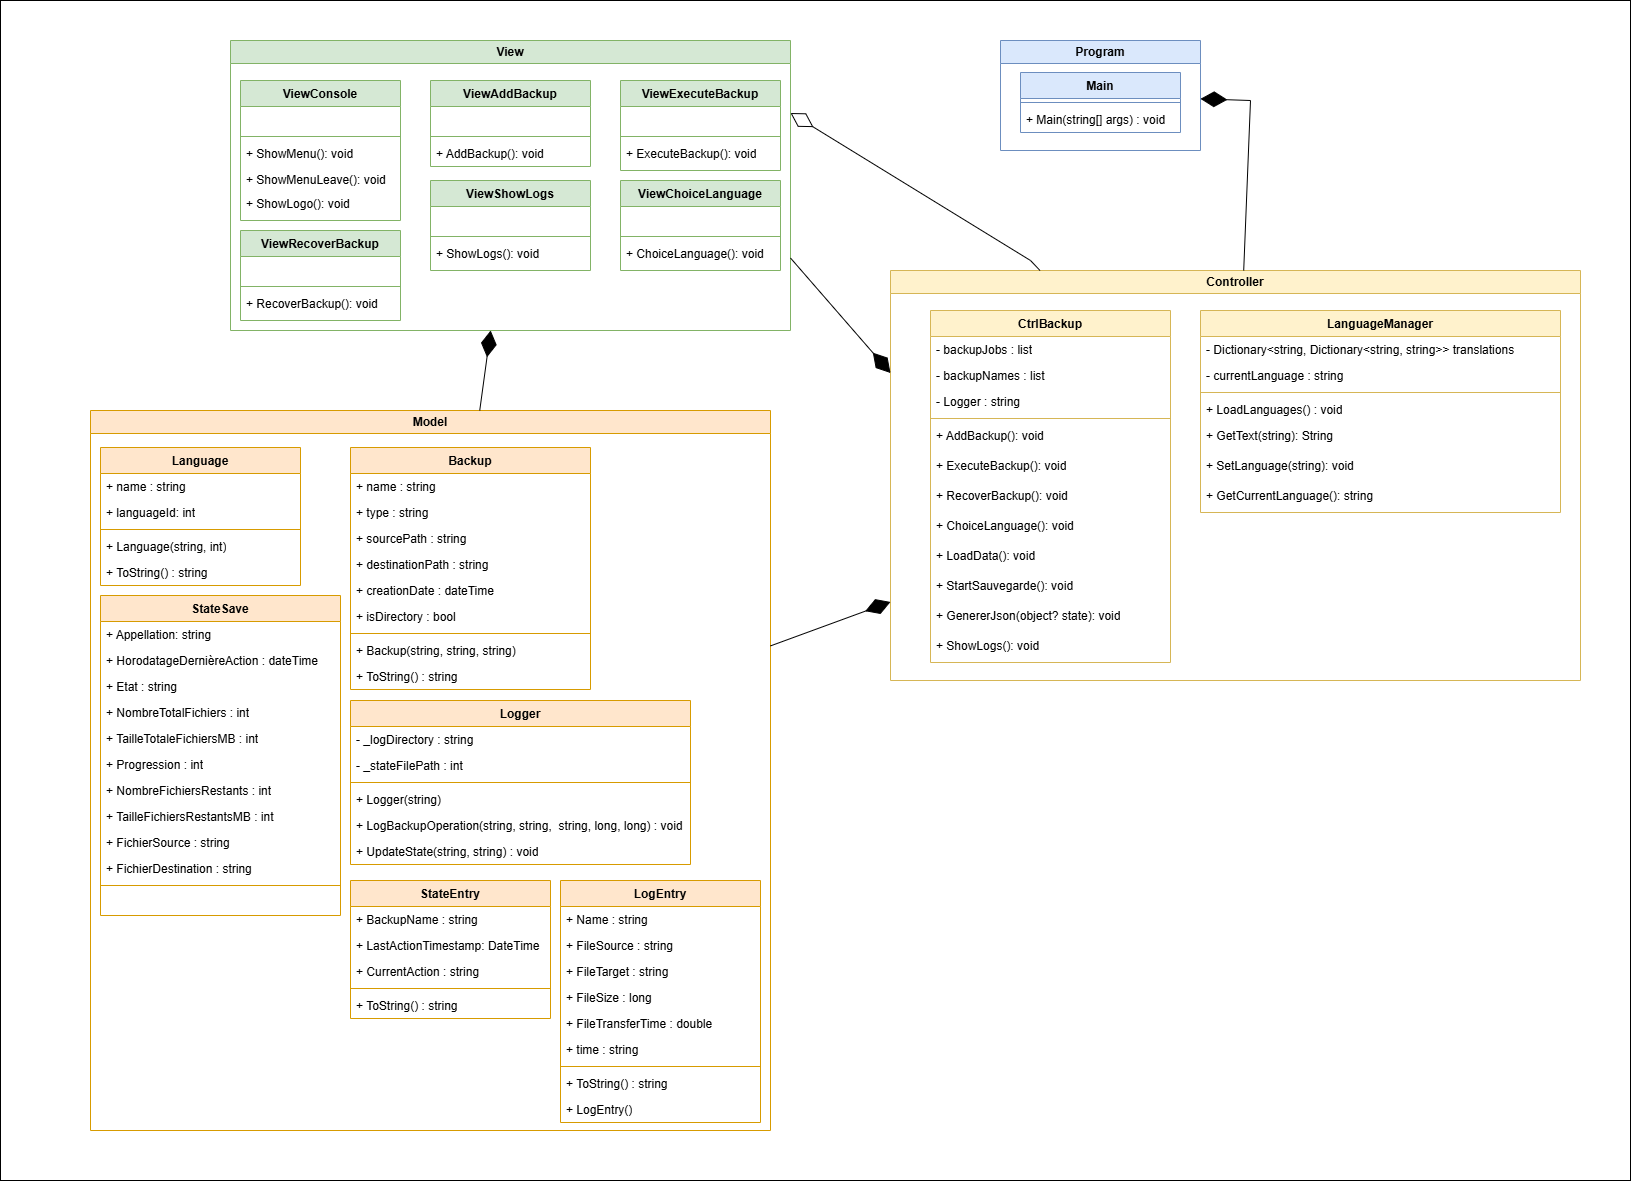 View
ViewConsole
+ ShowMenu(): void
+ ShowMenuLeave(): void
+ ShowLogo(): void
ViewAddBackup
+ AddBackup(): void
ViewExecuteBackup
+ ExecuteBackup(): void
ViewShowLogs
+ ShowLogs(): void
ViewChoiceLanguage
+ ChoiceLanguage(): void
ViewRecoverBackup
+ RecoverBackup(): void
Program
Main
+ Main(string[] args) : void
Controller
CtrlBackup
- backupJobs : list
- backupNames : list
- Logger : string
+ AddBackup(): void
+ ExecuteBackup(): void
+ RecoverBackup(): void
+ ChoiceLanguage(): void
+ LoadData(): void
+ StartSauvegarde(): void
+ GenererJson(object? state): void
+ ShowLogs(): void
LanguageManager
- Dictionary<string, Dictionary<string, string>> translations
- currentLanguage : string
+ LoadLanguages() : void
+ GetText(string): String
+ SetLanguage(string): void
+ GetCurrentLanguage(): string
Model
Language
+ name : string
+ languageId: int
+ Language(string, int)
+ ToString() : string
Backup
+ name : string
+ type : string
+ sourcePath : string
+ destinationPath : string
+ creationDate : dateTime
+ isDirectory : bool
+ Backup(string, string, string)
+ ToString() : string
StateSave
+ Appellation: string
+ HorodatageDernièreAction : dateTime
+ Etat : string
+ NombreTotalFichiers : int
+ TailleTotaleFichiersMB : int
+ Progression : int
+ NombreFichiersRestants : int
+ TailleFichiersRestantsMB : int
+ FichierSource : string
+ FichierDestination : string
Logger
- _logDirectory : string
- _stateFilePath : int
+ Logger(string)
+ LogBackupOperation(string, string,  string, long, long) : void
+ UpdateState(string, string) : void
StateEntry
+ BackupName : string
+ LastActionTimestamp: DateTime
+ CurrentAction : string
+ ToString() : string
LogEntry
+ Name : string
+ FileSource : string
+ FileTarget : string
+ FileSize : long
+ FileTransferTime : double
+ time : string
+ ToString() : string
+ LogEntry()